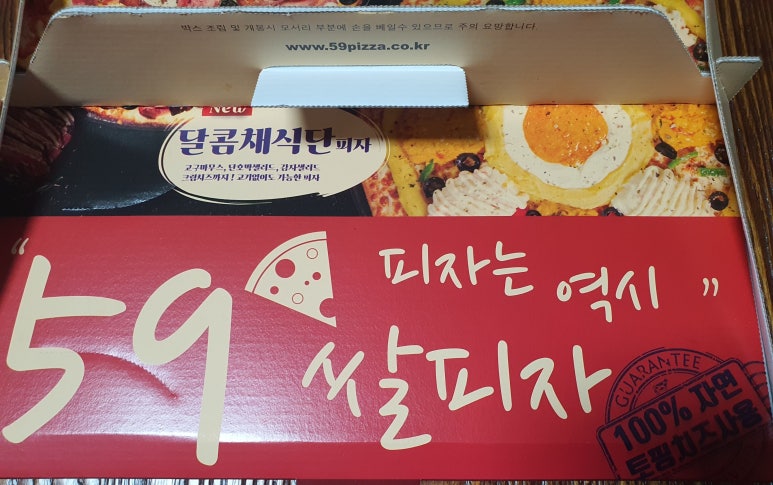 박스 조립 및 개봉시 모서리 부분에 손을 베일수 있으므로 주의 요망합니다.
www.59pizza.co.kr
New
달콤채식단피자
고구마무스, 단호박샐러드, 감자샐러드
크림치즈까지! 고기없이도 가능한 피자
“59 피자는 역시”
쌀피자
GUARANTEE
100% 자연
토핑치즈사용